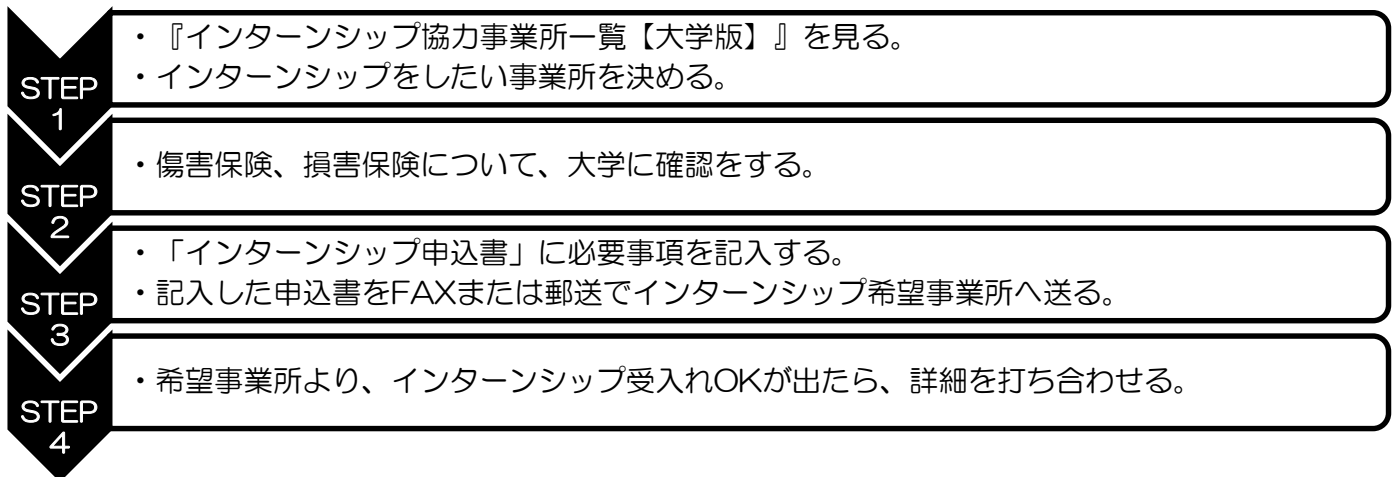 STEP
1
・『インターンシップ協力事業所一覧【大学版】』を見る。
・インターンシップをしたい事業所を決める。
STEP
2
・傷害保険、損害保険について、大学に確認をする。
STEP
3
・「インターンシップ申込書」に必要事項を記入する。
・記入した申込書をFAXまたは郵送でインターンシップ希望事業所へ送る。
STEP
4
・希望事業所より、インターンシップ受入れOKが出たら、詳細を打ち合わせる。